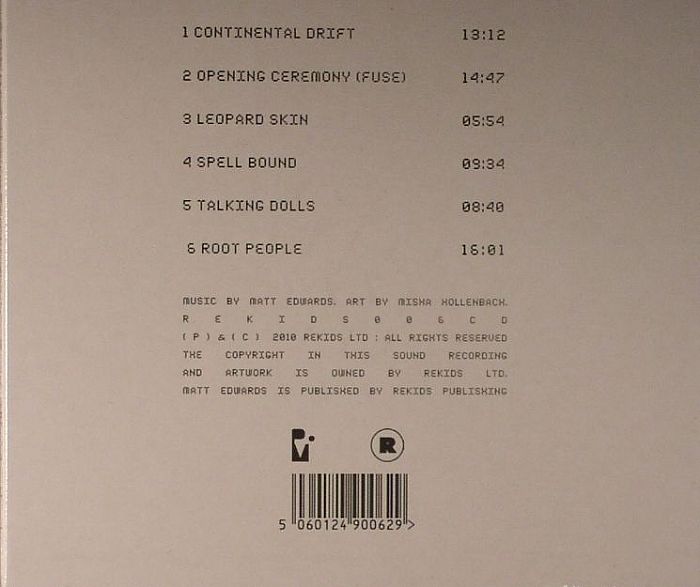 1 CONTINENTAL DRIFT 13:12
2 OPENING CEREMONY (FUSE) 14:47
3 LEOPARD SKIN 05:54
4 SPELL BOUND 09:34
5 TALKING DOLLS 08:40
6 ROOT PEOPLE 16:01
MUSIC BY MATT EDWARDS. ART BY MISHA HOLLENBACH.
REKIDS006CD
(P) & (C) 2010 REKIDS LTD : ALL RIGHTS RESERVED
THE COPYRIGHT IN THIS SOUND RECORDING
AND ARTWORK IS OWNED BY REKIDS LTD.
MATT EDWARDS IS PUBLISHED BY REKIDS PUBLISHING
R
5 060124 900629 >